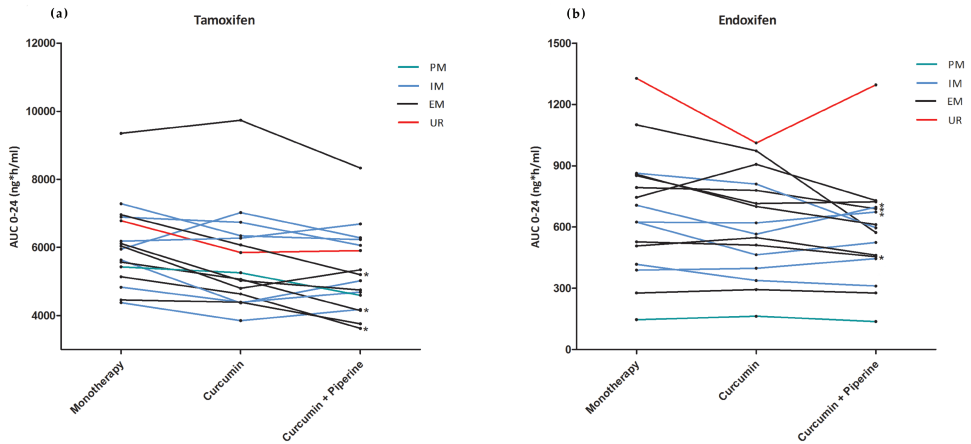 (a)
Tamoxifen
AUC 0-24 (ng*h/ml)
12000
10000
8000
6000
4000
PM
IM
EM
UR
*
*
*
Monotherapy
Curcumin
Curcumin + Piperine
(b)
Endoxifen
AUC 0-24 (ng*h/ml)
1500
1200
900
600
300
0
PM
IM
EM
UR
*
*
*
*
Monotherapy
Curcumin
Curcumin + Piperine